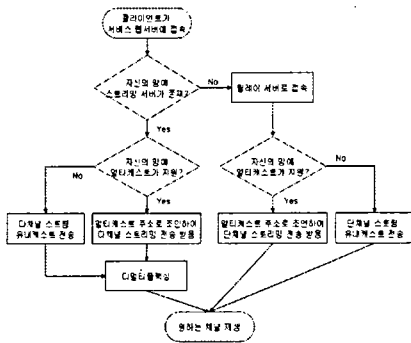 클라이언트가
서비스 웹서버에 접속
자신의 망에
스트리밍 서버가 존재?
No
릴레이 서버로 접속
Yes
자신의 망에
멀티캐스트가 지원?
자신의 망에
멀티캐스트가 지원?
No
Yes
Yes
No
다채널 스트림
유니캐스트 전송
멀티캐스트 주소로 조인하여
다채널 스트리밍 전송 받음
멀티캐스트 주소로 조인하여
단채널 스트리밍 전송 받음
단채널 스트림
유니캐스트 전송
디멀티플렉싱
원하는 채널 재생